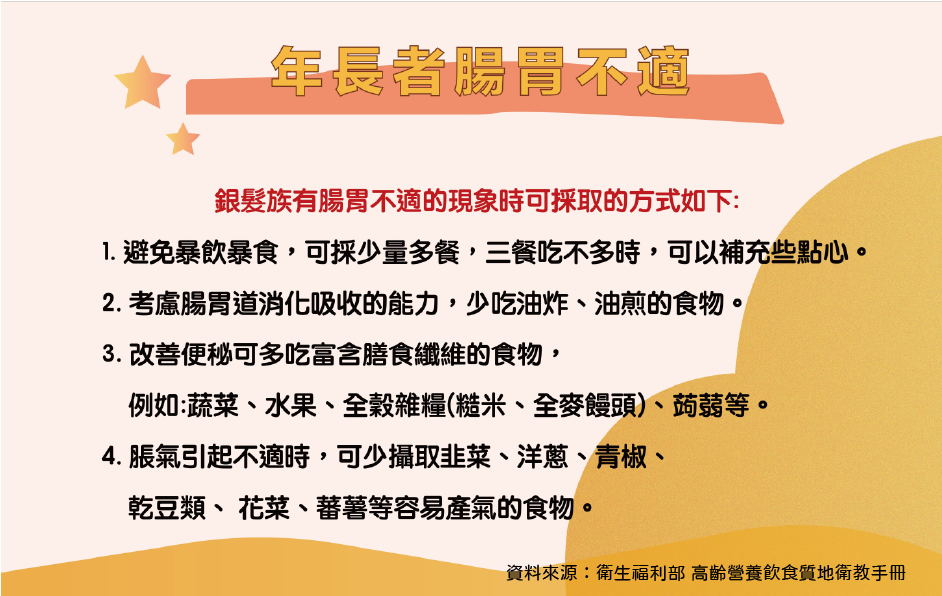 年長者腸胃不適
銀髮族有腸胃不適的現象時可採取的方式如下:
1. 避免暴飲暴食，可採少量多餐，三餐吃不多時，可以補充些點心。
2. 考慮腸胃道消化吸收的能力，少吃油炸、油煎的食物。
3. 改善便秘可多吃富含膳食纖維的食物，
例如:蔬菜、水果、全穀雜糧(糙米、全麥饅頭)、蒟蒻等。
4. 脹氣引起不適時，可少攝取韭菜、洋蔥、青椒、
乾豆類、 花菜、蕃薯等容易產氣的食物。
資料來源：衛生福利部 高齡營養飲食質地衛教手冊